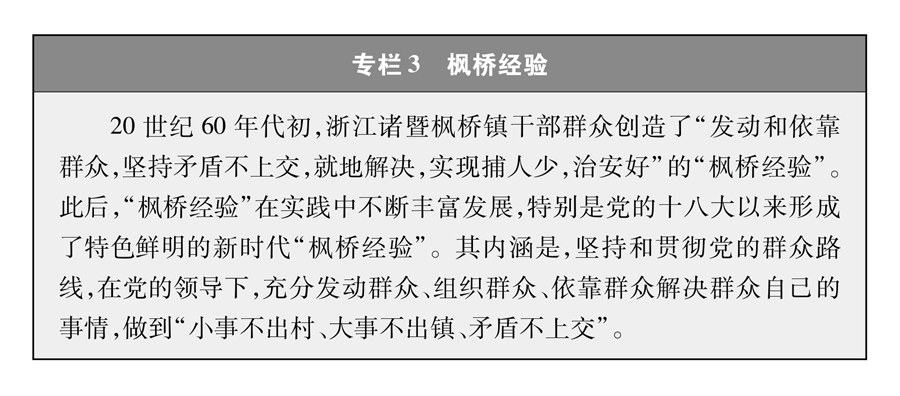 专栏3　枫桥经验
20世纪60年代初,浙江诸暨枫桥镇干部群众创造了“发动和依靠
群众,坚持矛盾不上交,就地解决,实现捕人少,治安好”的“枫桥经验”。
此后,“枫桥经验”在实践中不断丰富发展,特别是党的十八大以来形成
了特色鲜明的新时代“枫桥经验”。其内涵是,坚持和贯彻党的群众路
线,在党的领导下,充分发动群众、组织群众、依靠群众解决群众自己的
事情,做到“小事不出村、大事不出镇、矛盾不上交”。